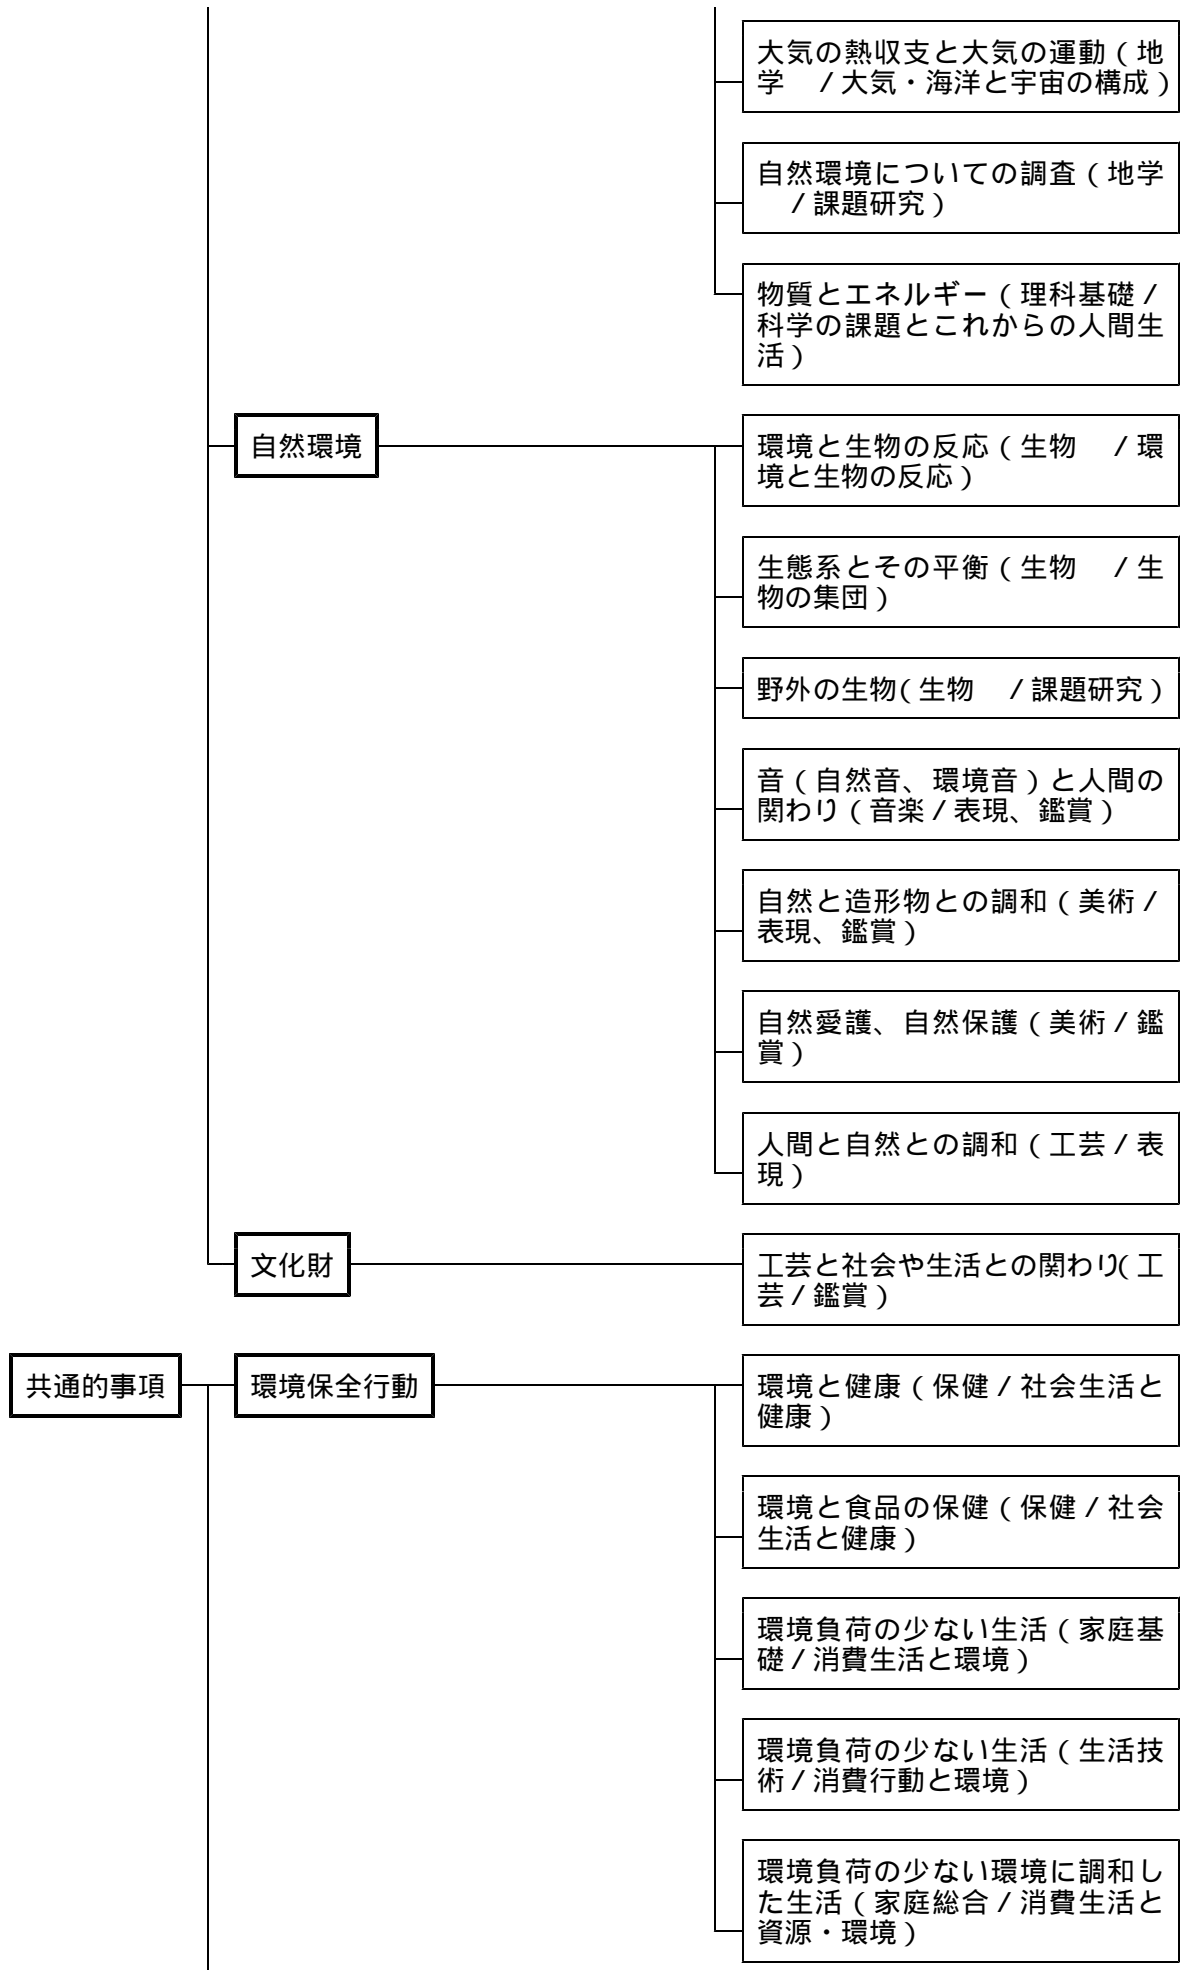 大気の熱収支と大気の運動(地
学　/大気・海洋と宇宙の構成)
自然環境についての調査(地学
　/課題研究)
物質とエネルギー(理科基礎/
科学の課題とこれからの人間生
活)
自然環境
環境と生物の反応(生物　/環
境と生物の反応)
生態系とその平衡(生物　/生
物の集団)
野外の生物(生物　/課題研究)
音(自然音、環境音)と人間の
関わり(音楽/表現、鑑賞)
自然と造形物との調和(美術/
表現、鑑賞)
自然愛護、自然保護(美術/鑑
賞)
人間と自然との調和(工芸/表
現)
文化財
工芸と社会や生活との関わり(工
芸/鑑賞)
共通的事項
環境保全行動
環境と健康(保健/社会生活と
健康)
環境と食品の保健(保健/社会
生活と健康)
環境負荷の少ない生活(家庭基
礎/消費生活と環境)
環境負荷の少ない生活(生活技
術/消費行動と環境)
環境負荷の少ない環境に調和し
た生活(家庭総合/消費生活と
資源・環境)